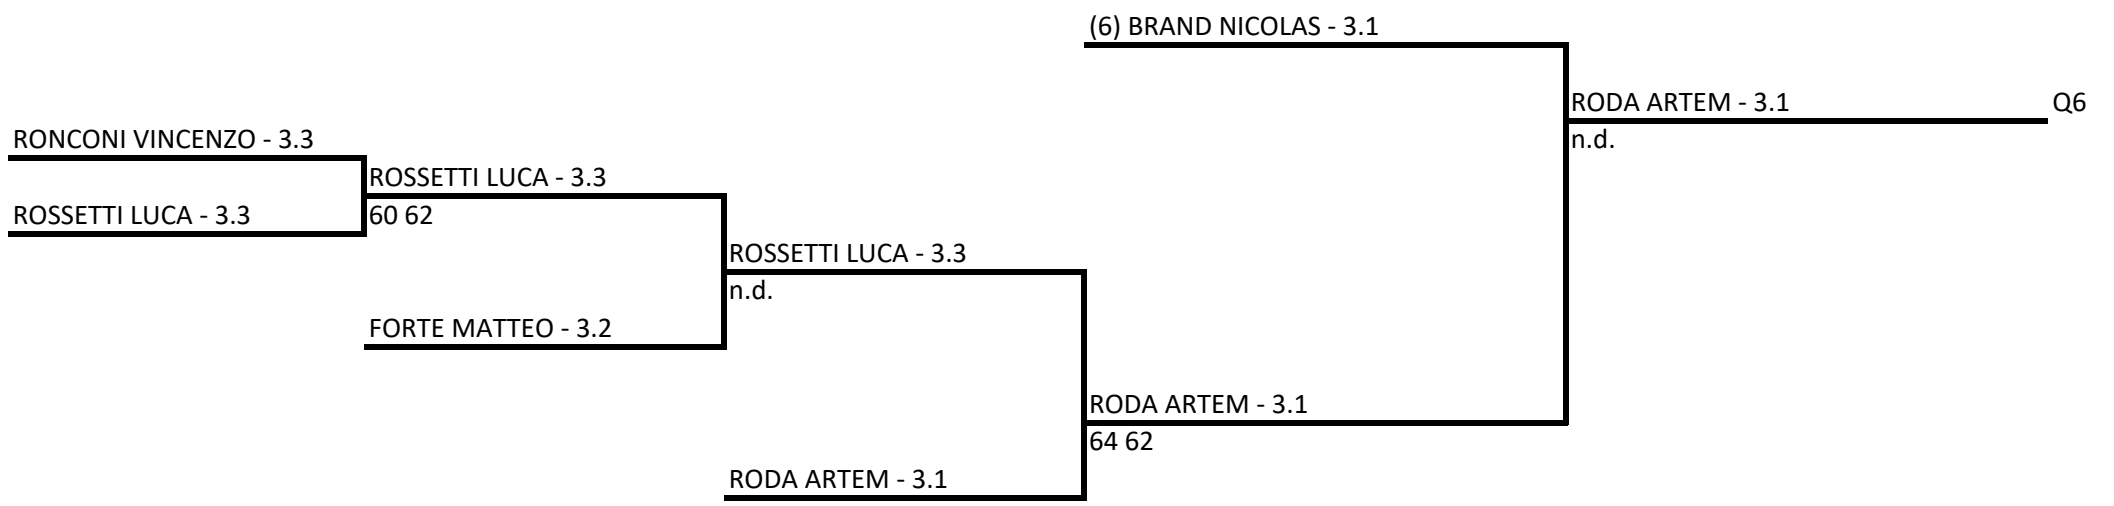 (6) BRAND NICOLAS - 3.1
RODA ARTEM - 3.1
Q6
n.d.
RONCONI VINCENZO - 3.3
ROSSETTI LUCA - 3.3
ROSSETTI LUCA - 3.3
60 62
ROSSETTI LUCA - 3.3
n.d.
FORTE MATTEO - 3.2
RODA ARTEM - 3.1
64 62
RODA ARTEM - 3.1